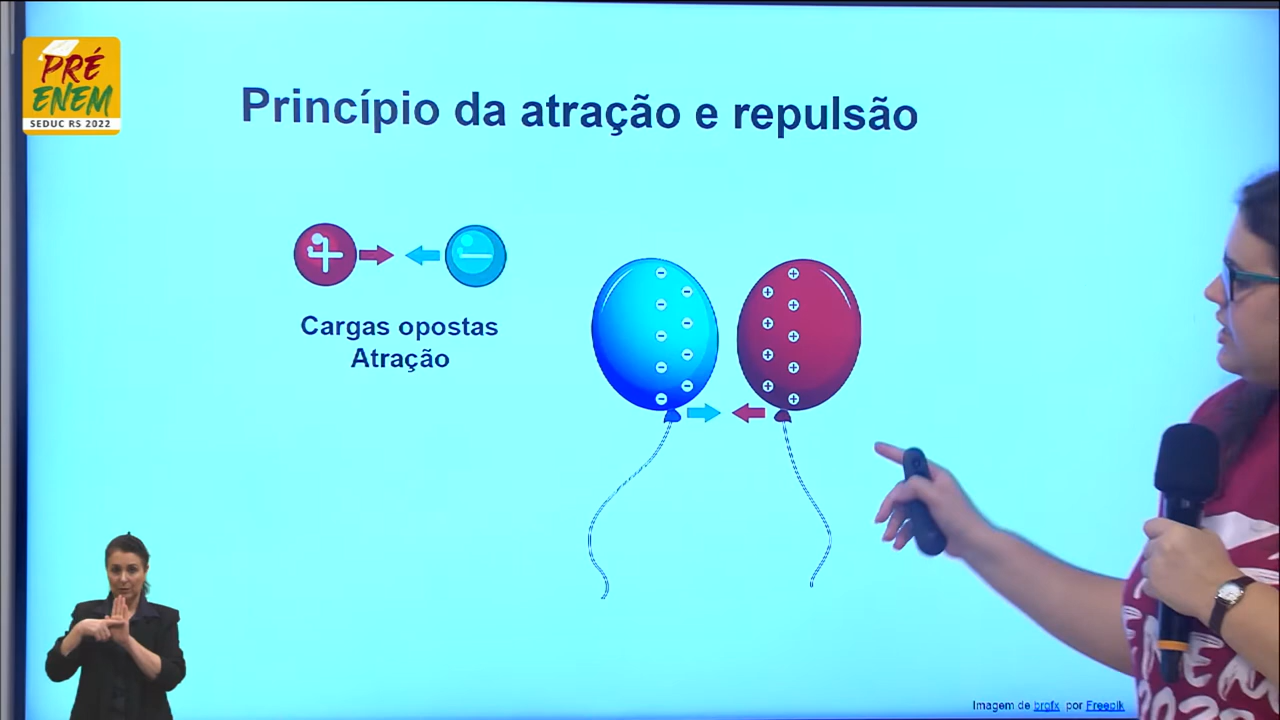 PRÉ
ENEM
SEDUC RS 2022
Princípio da atração e repulsão
Cargas opostas
Atração
Imagem de brgfx por Freepik